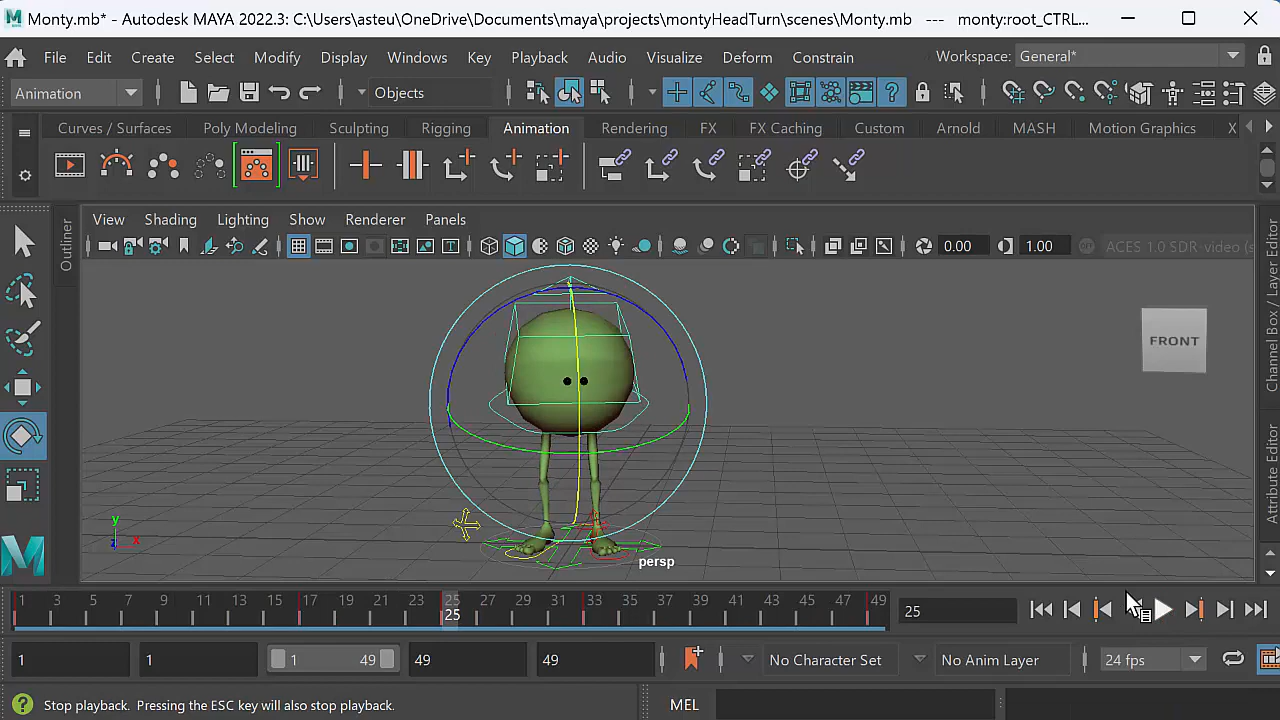 Monty.mb* - Autodesk MAYA 2022.3: C:\Users\asteu\OneDrive\Documents\maya\projects\montyHeadTurn\scenes\Monty.mb --- monty:root_CTRL...
File Edit Create Select Modify Display Windows Key Playback Audio Visualize Deform Constrain Workspace: General*
Animation Objects
Curves / Surfaces Poly Modeling Sculpting Rigging Animation Rendering FX FX Caching Custom Arnold MASH Motion Graphics X
View Shading Lighting Show Renderer Panels
0.00 1.00 ACES 1.0 SDR-video (s
Outliner
Channel Box / Layer Editor
Attribute Editor
FRONT
y
z x
persp
1 3 5 7 9 11 13 15 17 19 21 23 25 27 29 31 33 35 37 39 41 43 45 47 49
25 25
1 1 1 49 49 49 No Character Set No Anim Layer 24 fps
Stop playback. Pressing the ESC key will also stop playback. MEL